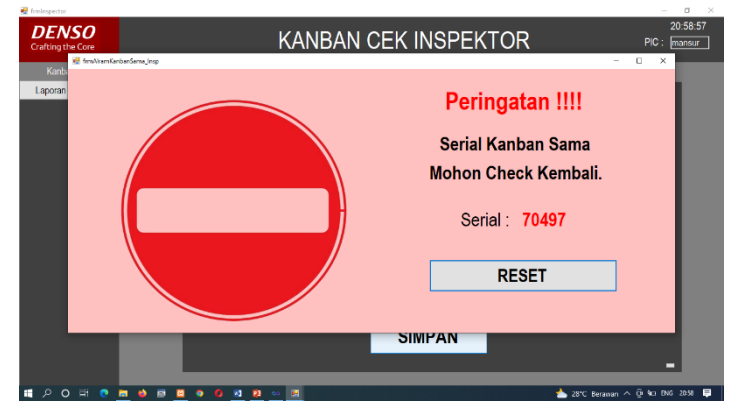 frmInspector
DENSO
Crafting the Core
KANBAN CEK INSPEKTOR
20:58:57
PIC : mansur
Kanb
frmAlramKanbanSama_Insp
Laporan
Peringatan !!!!
Serial Kanban Sama
Mohon Check Kembali.
Serial : 70497
RESET
SIMPAN
28°C Berawan ENG 20:58